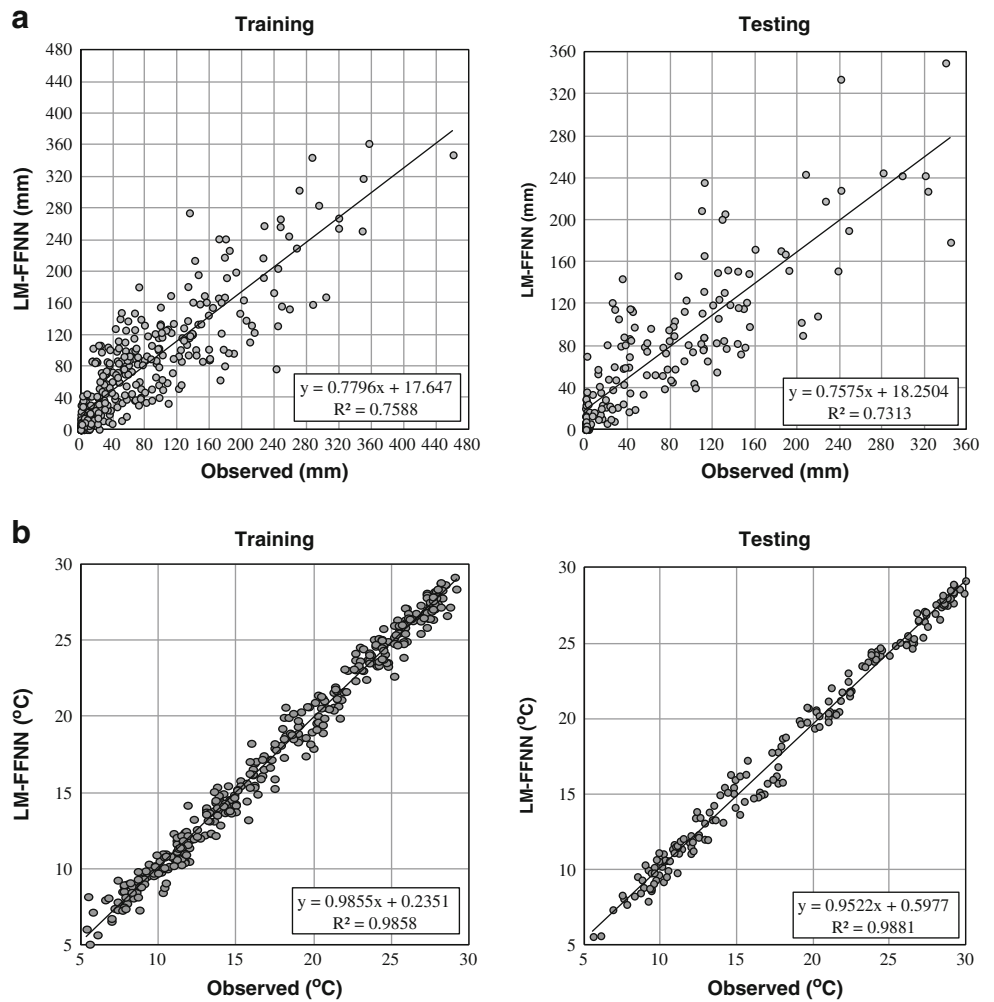 a
Training
Testing
480
440
400
360
320
280
240
200
160
120
80
40
0
LM-FFNN (mm)
0 40 80 120 160 200 240 280 320 360 400 440 480
Observed (mm)
y = 0.7796x + 17.647
R² = 0.7588
360
320
280
240
200
160
120
80
40
0
LM-FFNN (mm)
0 40 80 120 160 200 240 280 320 360
Observed (mm)
y = 0.7575x + 18.2504
R² = 0.7313
b
Training
Testing
30
25
20
15
10
5
LM-FFNN (°C)
5 10 15 20 25 30
Observed (°C)
y = 0.9855x + 0.2351
R² = 0.9858
30
25
20
15
10
5
LM-FFNN (°C)
5 10 15 20 25 30
Observed (°C)
y = 0.9522x + 0.5977
R² = 0.9881